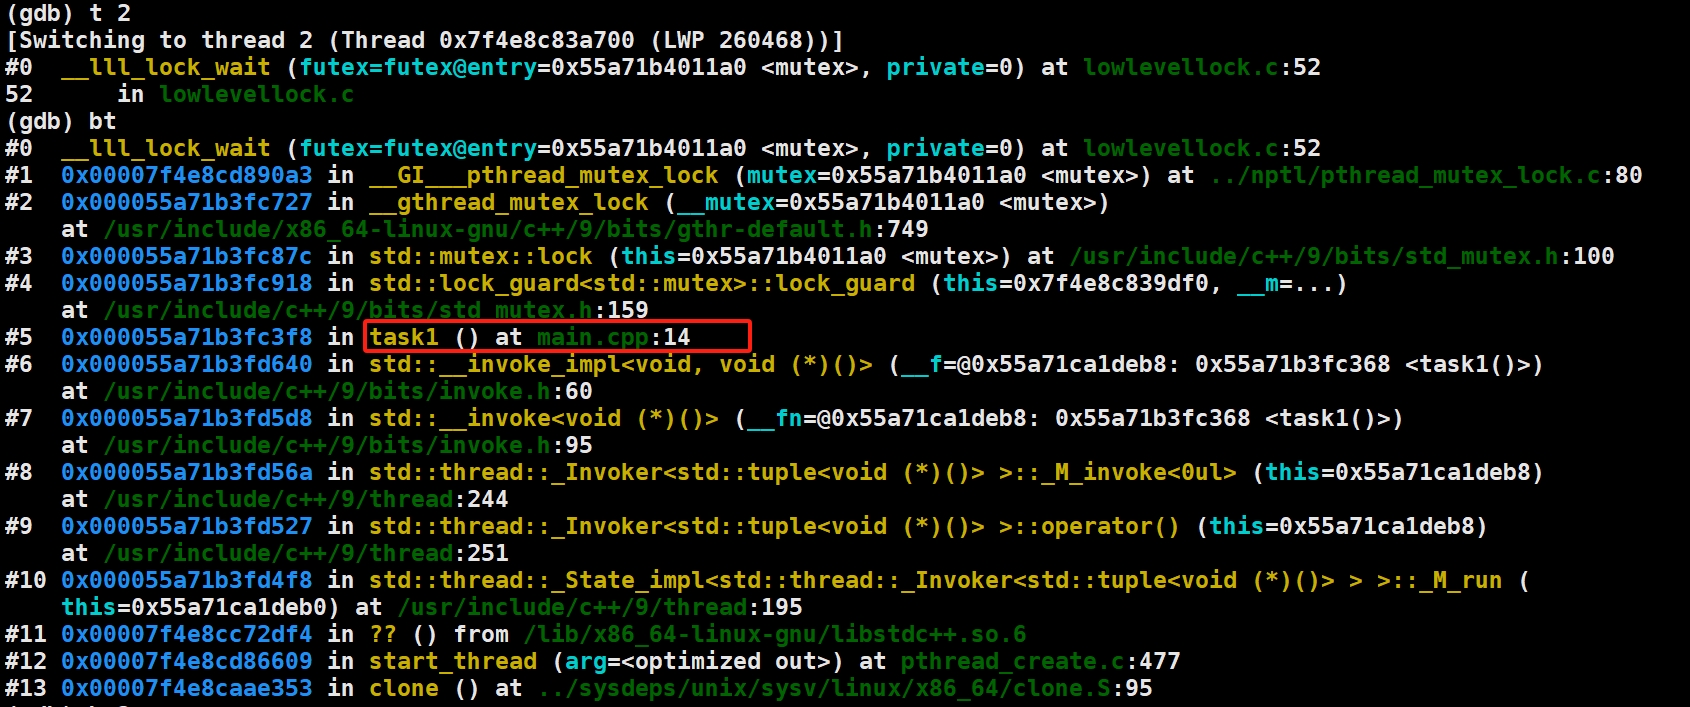 (gdb) t 2
[Switching to thread 2 (Thread 0x7f4e8c83a700 (LWP 260468))]
#0  __lll_lock_wait (futex=futex@entry=0x55a71b4011a0 <mutex>, private=0) at lowlevellock.c:52
52      in lowlevellock.c
(gdb) bt
#0  __lll_lock_wait (futex=futex@entry=0x55a71b4011a0 <mutex>, private=0) at lowlevellock.c:52
#1  0x00007f4e8cd890a3 in __GI___pthread_mutex_lock (mutex=0x55a71b4011a0 <mutex>) at ../nptl/pthread_mutex_lock.c:80
#2  0x000055a71b3fc727 in __gthread_mutex_lock (__mutex=0x55a71b4011a0 <mutex>)
    at /usr/include/x86_64-linux-gnu/c++/9/bits/gthr-default.h:749
#3  0x000055a71b3fc87c in std::mutex::lock (this=0x55a71b4011a0 <mutex>) at /usr/include/c++/9/bits/std_mutex.h:100
#4  0x000055a71b3fc918 in std::lock_guard<std::mutex>::lock_guard (this=0x7f4e8c839df0, __m=...)
    at /usr/include/c++/9/bits/std_mutex.h:159
#5  0x000055a71b3fc3f8 in task1 () at main.cpp:14
#6  0x000055a71b3fd640 in std::__invoke_impl<void, void (*)()> (__f=@0x55a71ca1deb8: 0x55a71b3fc368 <task1()>)
    at /usr/include/c++/9/bits/invoke.h:60
#7  0x000055a71b3fd5d8 in std::__invoke<void (*)()> (__fn=@0x55a71ca1deb8: 0x55a71b3fc368 <task1()>)
    at /usr/include/c++/9/bits/invoke.h:95
#8  0x000055a71b3fd56a in std::thread::_Invoker<std::tuple<void (*)()> >::_M_invoke<0ul> (this=0x55a71ca1deb8)
    at /usr/include/c++/9/thread:244
#9  0x000055a71b3fd527 in std::thread::_Invoker<std::tuple<void (*)()> >::operator() (this=0x55a71ca1deb8)
    at /usr/include/c++/9/thread:251
#10 0x000055a71b3fd4f8 in std::thread::_State_impl<std::thread::_Invoker<std::tuple<void (*)()> > >::_M_run (
    this=0x55a71ca1deb0) at /usr/include/c++/9/thread:195
#11 0x00007f4e8cc72df4 in ?? () from /lib/x86_64-linux-gnu/libstdc++.so.6
#12 0x00007f4e8cd86609 in start_thread (arg=<optimized out>) at pthread_create.c:477
#13 0x00007f4e8caae353 in clone () at ../sysdeps/unix/sysv/linux/x86_64/clone.S:95